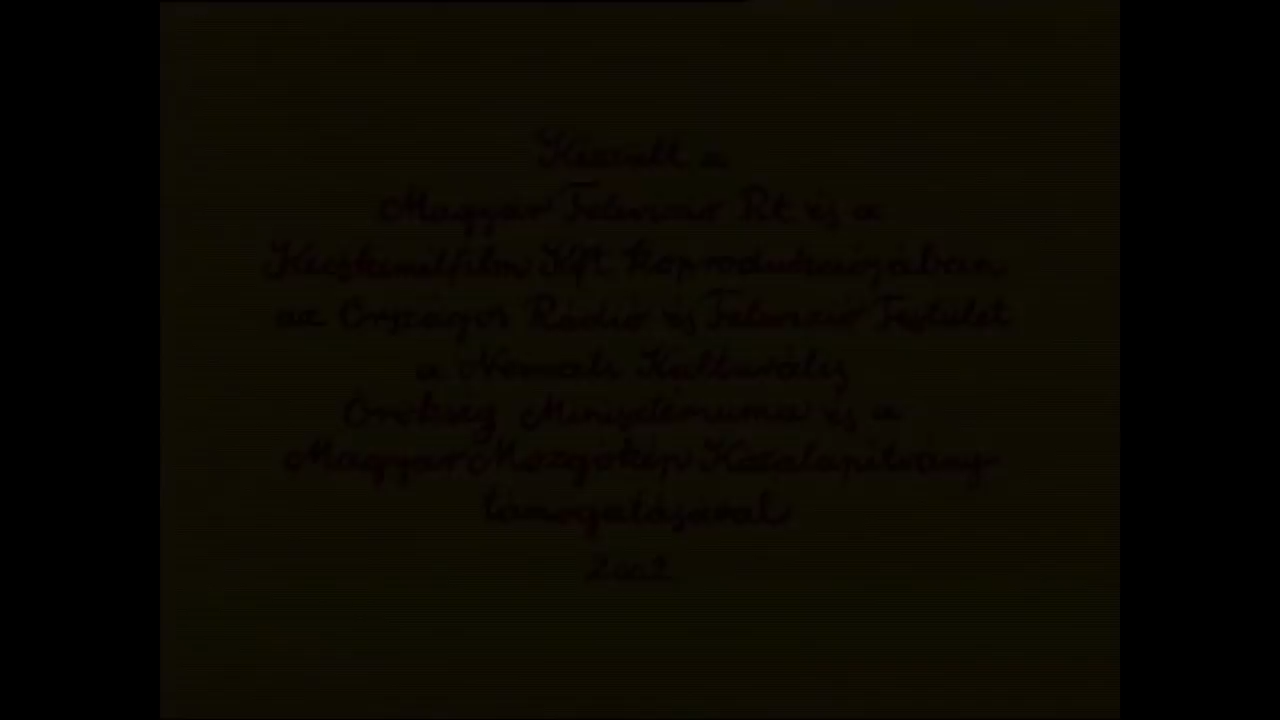 Készült a
Magyar Televízió Rt és a
Kecskemétfilm Kft koprodukciójában
az Országos Rádió és Televízió Testület
a Nemzeti Kulturális
Örökség Minisztériuma és a
Magyar Mozgókép Közalapítvány
támogatásával